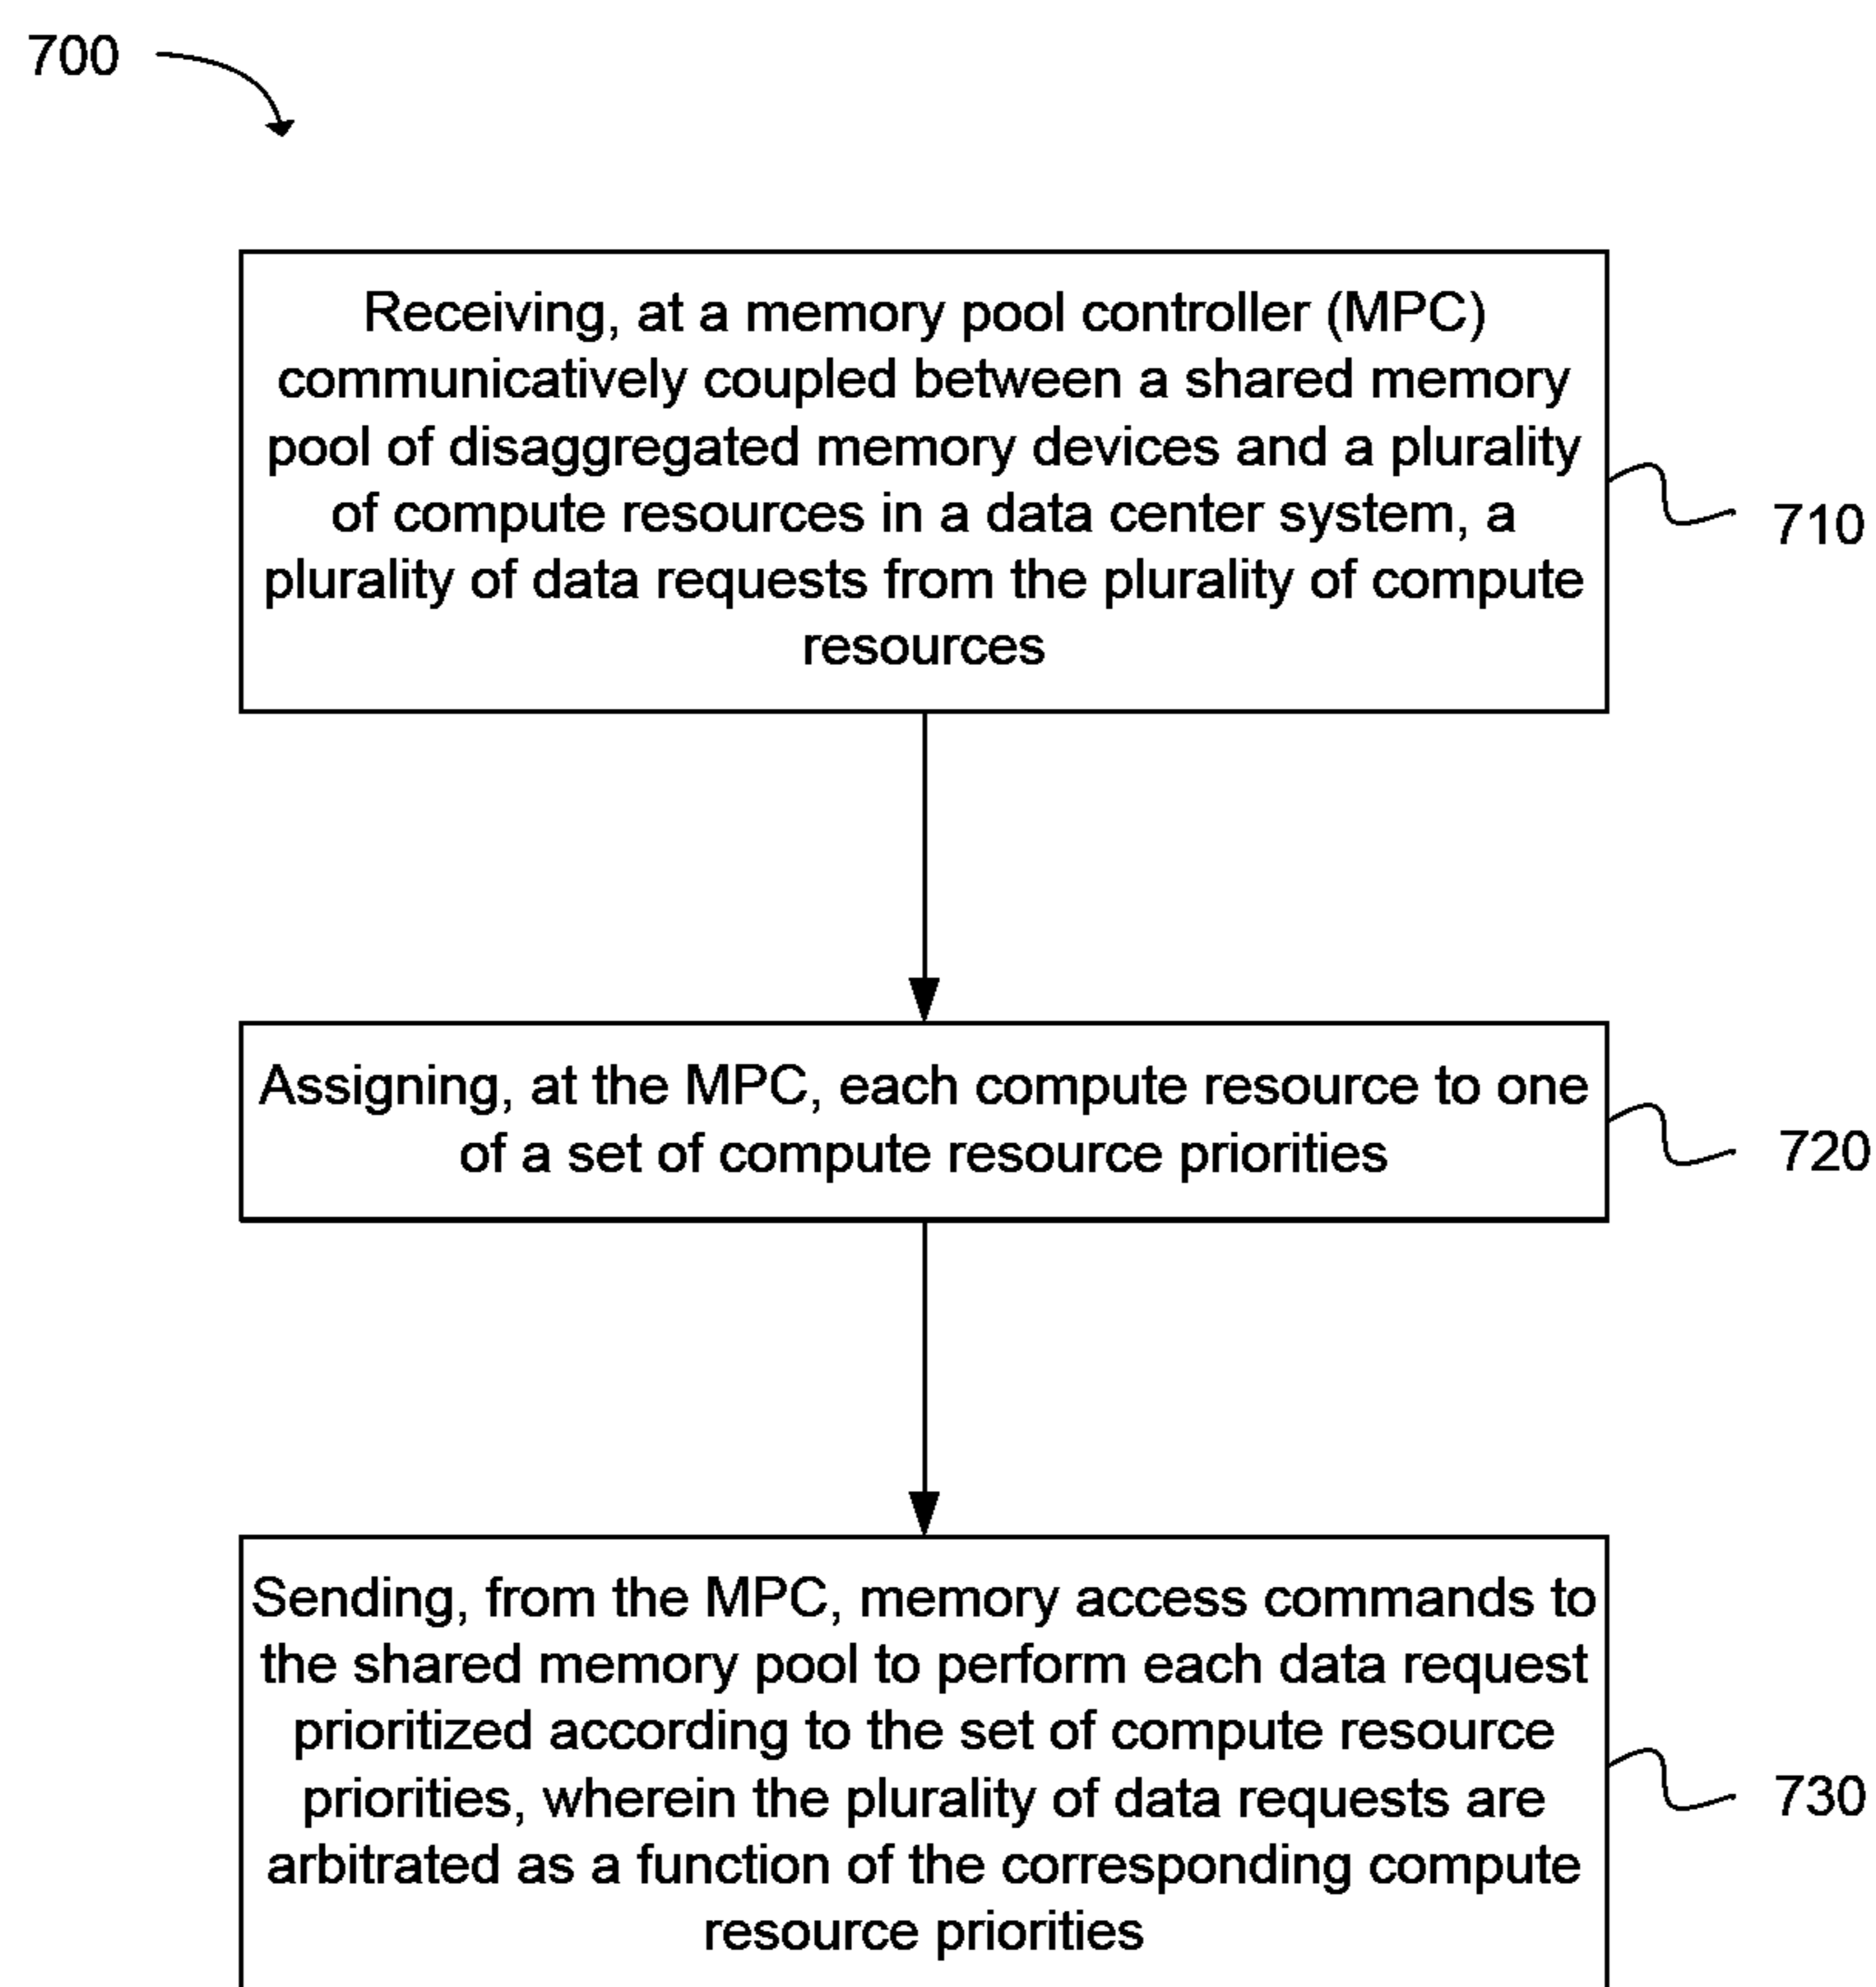 700
Receiving, at a memory pool controller (MPC)
communicatively coupled between a shared memory
pool of disaggregated memory devices and a plurality
of compute resources in a data center system, a
plurality of data requests from the plurality of compute
resources
710
Assigning, at the MPC, each compute resource to one
of a set of compute resource priorities
720
Sending, from the MPC, memory access commands to
the shared memory pool to perform each data request
prioritized according to the set of compute resource
priorities, wherein the plurality of data requests are
arbitrated as a function of the corresponding compute
resource priorities
730